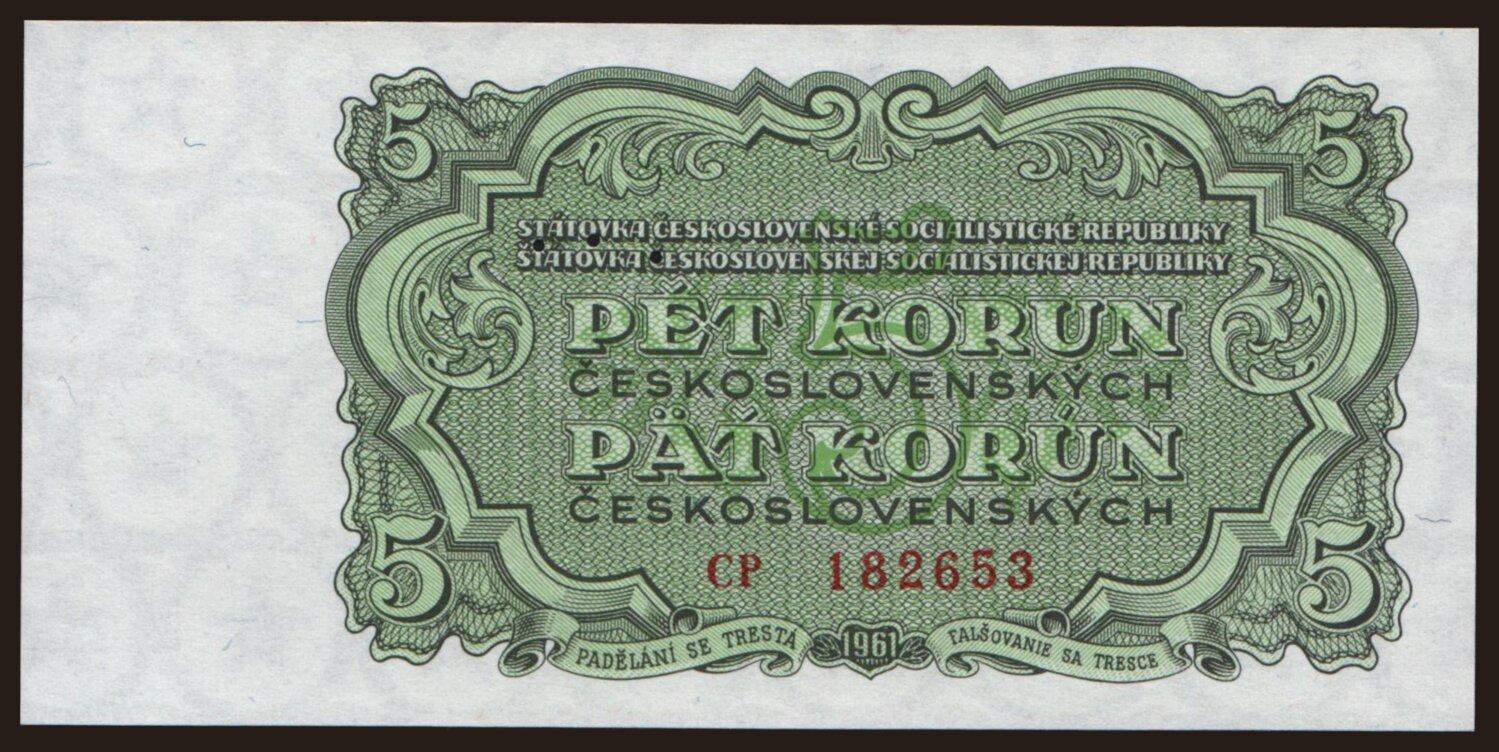 5 5
STÁTOVKA ČESKOSLOVENSKÉ SOCIALISTICKÉ REPUBLIKY
ŠTÁTOVKA ČESKOSLOVENSKEJ SOCIALISTICKEJ REPUBLIKY
PĚT KORUN
ČESKOSLOVENSKÝCH
PÄŤ KORÚN
ČESKOSLOVENSKÝCH
5 5
CP 182653
PADĚLÁNÍ SE TRESTÁ 1961 FALŠOVANIE SA TRESCE